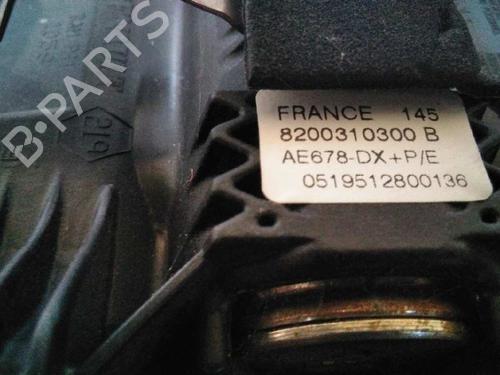 FRANCE 145
8200310300 B
AE678-DX+P/E
0519512800136
B-PARTS